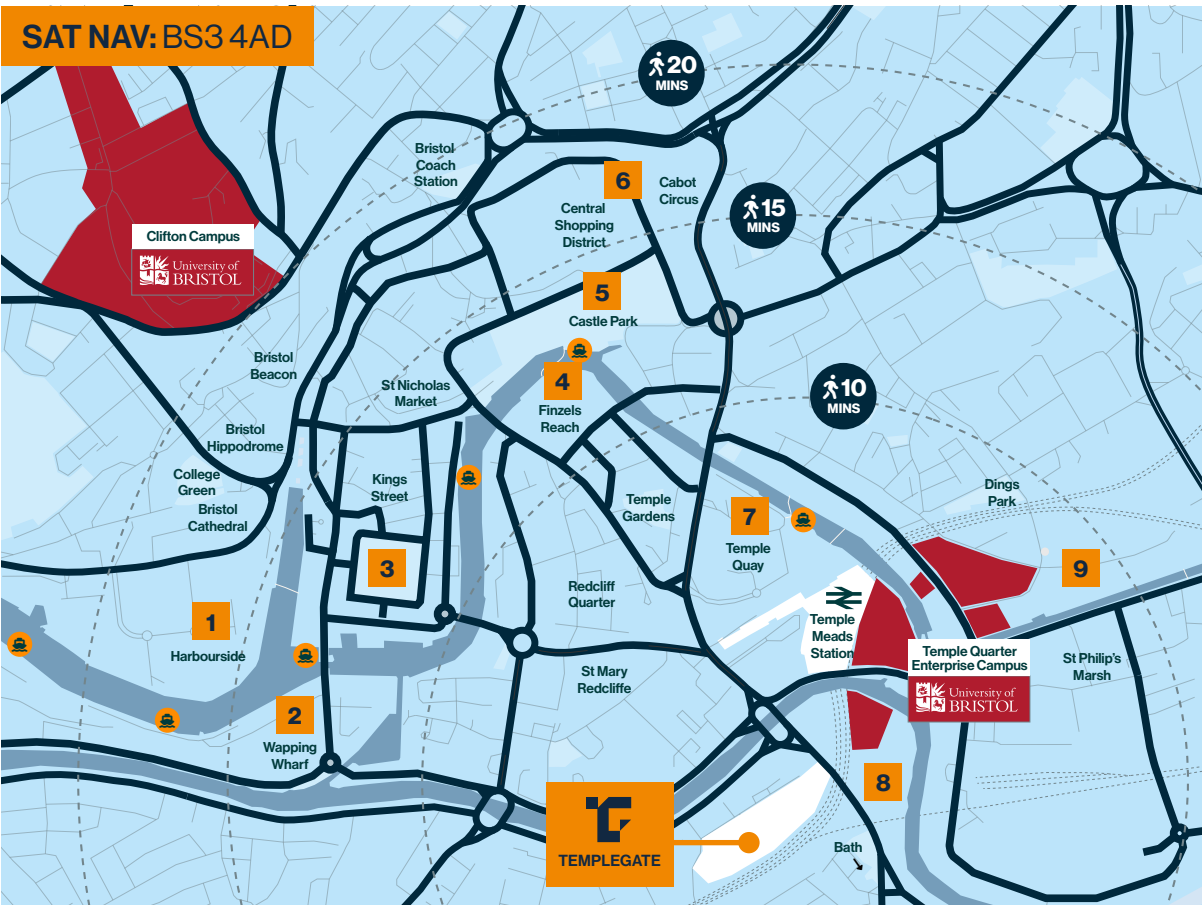 SAT NAV: BS3 4AD
20
MINS
Bristol
Coach
Station
6
Cabot
Circus
15
MINS
Central
Shopping
District
Clifton Campus
University of
BRISTOL
5
Castle Park
Bristol
Beacon
St Nicholas
Market
4
Finzels
Reach
10
MINS
Bristol
Hippodrome
College
Green
Bristol
Cathedral
Kings
Street
Temple
Gardens
7
Temple
Quay
Dings
Park
3
9
Redcliff
Quarter
1
Harbourside
Temple
Meads
Station
Temple Quarter
Enterprise Campus
University of
BRISTOL
St Philip's
Marsh
St Mary
Redcliffe
2
Wapping
Wharf
8
TEMPLEGATE
Bath